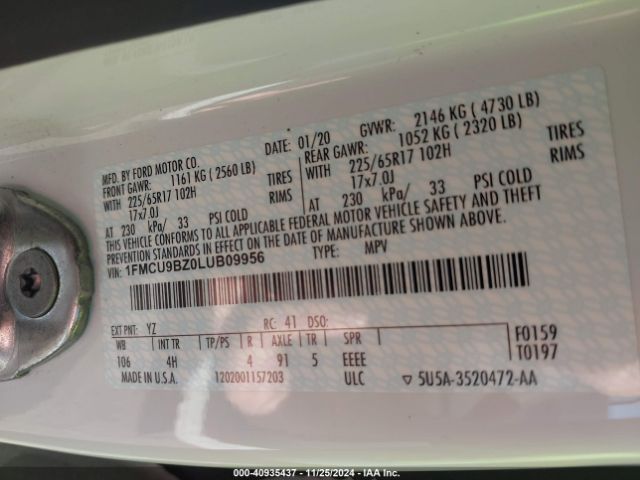 MFD. BY FORD MOTOR CO. DATE: 01/20 GVWR: 2146 KG ( 4730 LB)
FRONT GAWR: 1161 KG ( 2560 LB) REAR GAWR: 1052 KG ( 2320 LB)
WITH 225/65R17 102H TIRES WITH 225/65R17 102H TIRES
17x7.0J RIMS 17x7.0J RIMS
AT 230 kPa/ 33 PSI COLD AT 230 kPa/ 33 PSI COLD
THIS VEHICLE CONFORMS TO ALL APPLICABLE FEDERAL MOTOR VEHICLE SAFETY AND THEFT
PREVENTION STANDARDS IN EFFECT ON THE DATE OF MANUFACTURE SHOWN ABOVE.
VIN: 1FMCU9BZ0LUB09956 TYPE: MPV
EXT PNT: YZ RC: 41 DSO: F0159
INT TR TP/PS R AXLE TR SPR T0197
106 4H 4 91 5 EEEE
MADE IN U.S.A. 1202001157203 ULC ▽ 5U5A-3520472-AA
000-40935437 - 11/25/2024 - IAA Inc.